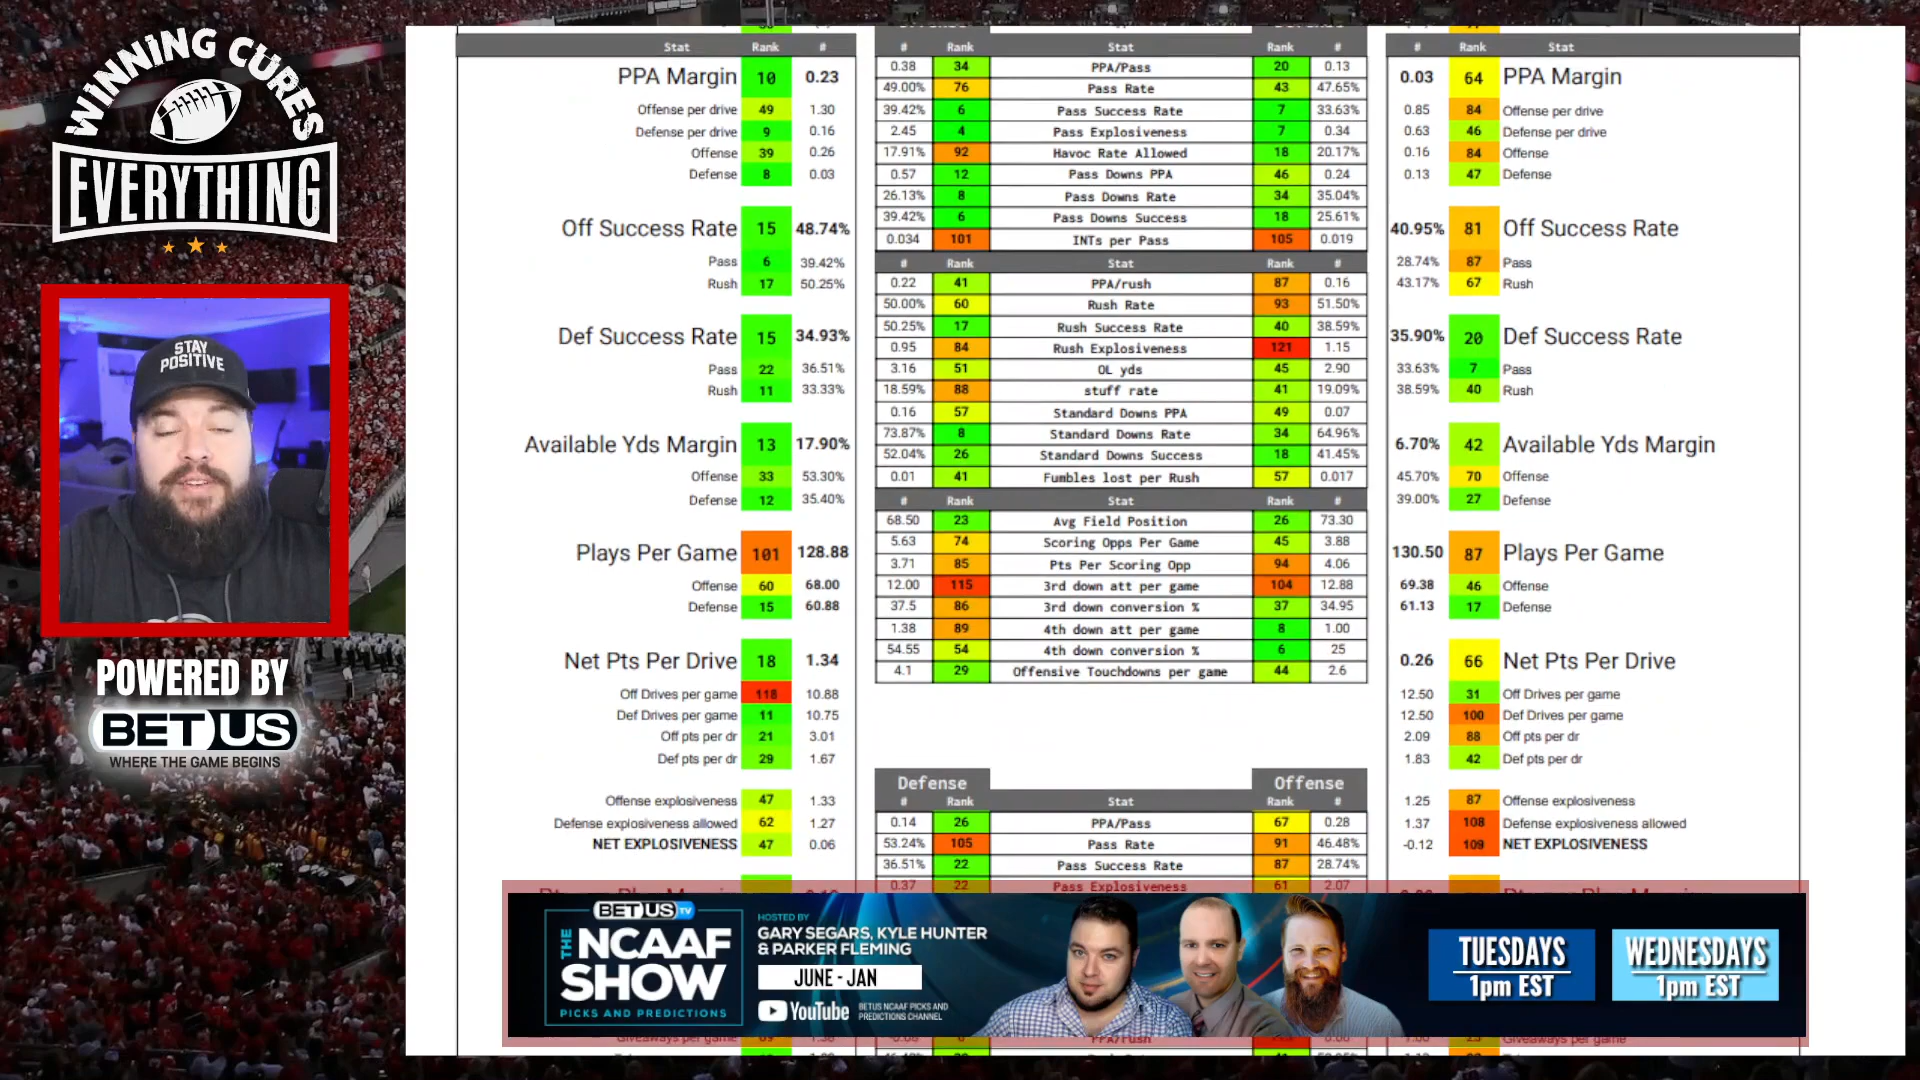 WINNING CURES
EVERYTHING
STAY
POSITIVE
POWERED BY
BETUS
WHERE THE GAME BEGINS
Stat Rank #
PPA Margin 10 0.23
Offense per drive 49 1.30
Defense per drive 9 0.16
Offense 39 0.26
Defense 8 0.03
Off Success Rate 15 48.74%
Pass 6 39.42%
Rush 17 50.25%
Def Success Rate 15 34.93%
Pass 22 36.51%
Rush 11 33.33%
Available Yds Margin 13 17.90%
Offense 33 53.30%
Defense 12 35.40%
Plays Per Game 101 128.88
Offense 60 68.00
Defense 15 60.88
Net Pts Per Drive 18 1.34
Off Drives per game 118 10.88
Def Drives per game 11 10.75
Off pts per dr 21 3.01
Def pts per dr 29 1.67
Offense explosiveness 47 1.33
Defense explosiveness allowed 62 1.27
NET EXPLOSIVENESS 47 0.06
# Rank Stat Rank #
0.38 34 PPA/Pass 20 0.13
49.00% 76 Pass Rate 43 47.65%
39.42% 6 Pass Success Rate 7 33.63%
2.45 4 Pass Explosiveness 7 0.34
17.91% 92 Havoc Rate Allowed 18 20.17%
0.57 12 Pass Downs PPA 46 0.24
26.13% 8 Pass Downs Rate 34 35.04%
39.42% 6 Pass Downs Success 18 25.61%
0.034 101 INTs per Pass 105 0.019
# Rank Stat Rank #
0.22 41 PPA/rush 87 0.16
50.00% 60 Rush Rate 93 51.50%
50.25% 17 Rush Success Rate 40 38.59%
0.95 84 Rush Explosiveness 121 1.15
3.16 51 OL yds 45 2.90
18.59% 88 stuff rate 41 19.09%
0.16 57 Standard Downs PPA 49 0.07
73.87% 8 Standard Downs Rate 34 64.96%
52.04% 26 Standard Downs Success 18 41.45%
0.01 41 Fumbles lost per Rush 57 0.017
# Rank Stat Rank #
68.50 23 Avg Field Position 26 73.30
5.63 74 Scoring Opps Per Game 45 3.88
3.71 85 Pts Per Scoring Opp 94 4.06
12.00 115 3rd down att per game 104 12.88
37.5 86 3rd down conversion % 37 34.95
1.38 89 4th down att per game 8 1.00
54.55 54 4th down conversion % 6 25
4.1 29 Offensive Touchdowns per game 44 2.6
Defense Offense
# Rank Stat Rank #
0.14 26 PPA/Pass 67 0.28
53.24% 105 Pass Rate 91 46.48%
36.51% 22 Pass Success Rate 87 28.74%
0.37 22 Pass Explosiveness 61 2.07
# Rank Stat
0.03 64 PPA Margin
0.85 84 Offense per drive
0.63 46 Defense per drive
0.16 84 Offense
0.13 47 Defense
40.95% 81 Off Success Rate
28.74% 87 Pass
43.17% 67 Rush
35.90% 20 Def Success Rate
33.63% 7 Pass
38.59% 40 Rush
6.70% 42 Available Yds Margin
45.70% 70 Offense
39.00% 27 Defense
130.50 87 Plays Per Game
69.38 46 Offense
61.13 17 Defense
0.26 66 Net Pts Per Drive
12.50 31 Off Drives per game
12.50 100 Def Drives per game
2.09 88 Off pts per dr
1.83 42 Def pts per dr
1.25 87 Offense explosiveness
1.37 108 Defense explosiveness allowed
-0.12 109 NET EXPLOSIVENESS
BETUS TV
THE NCAAF
SHOW
PICKS AND PREDICTIONS
HOSTED BY
GARY SEGARS, KYLE HUNTER
& PARKER FLEMING
JUNE - JAN
YouTube
BETUS NCAAF PICKS AND
PREDICTIONS CHANNEL
TUESDAYS
1pm EST
WEDNESDAYS
1pm EST